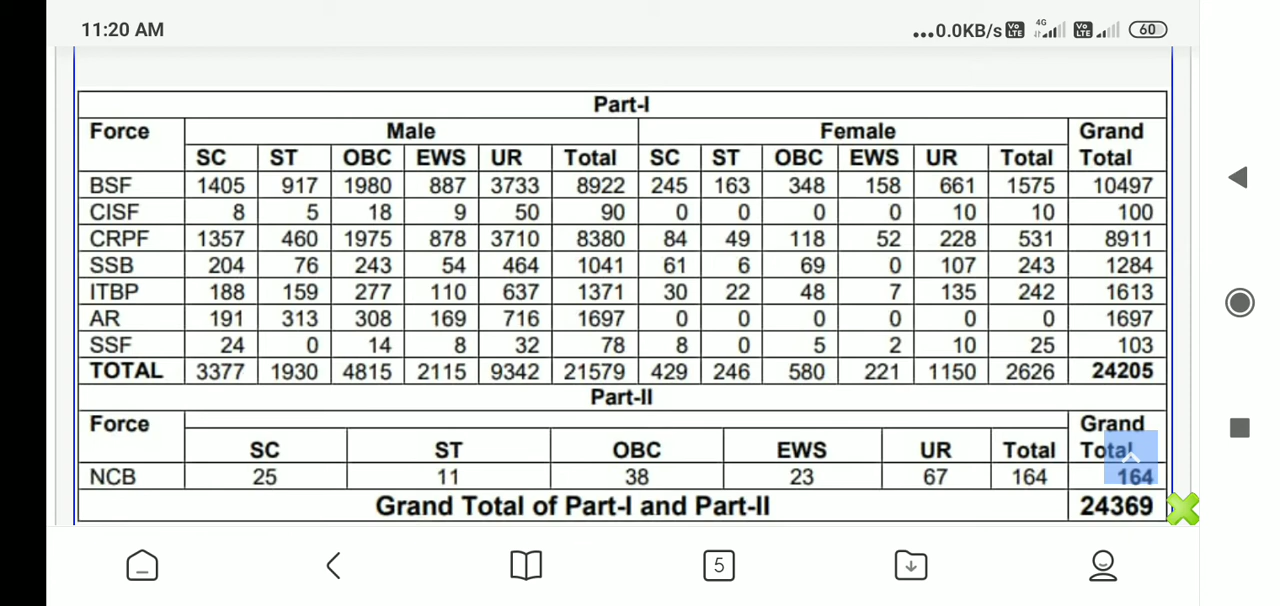 11:20 AM ...0.0KB/s Vo LTE 4G Vo LTE 60
Part-I
Force Male Female Grand
SC ST OBC EWS UR Total SC ST OBC EWS UR Total Total
BSF 1405 917 1980 887 3733 8922 245 163 348 158 661 1575 10497
CISF 8 5 18 9 50 90 0 0 0 0 10 10 100
CRPF 1357 460 1975 878 3710 8380 84 49 118 52 228 531 8911
SSB 204 76 243 54 464 1041 61 6 69 0 107 243 1284
ITBP 188 159 277 110 637 1371 30 22 48 7 135 242 1613
AR 191 313 308 169 716 1697 0 0 0 0 0 0 1697
SSF 24 0 14 8 32 78 8 0 5 2 10 25 103
TOTAL 3377 1930 4815 2115 9342 21579 429 246 580 221 1150 2626 24205
Part-II
Force Grand
SC ST OBC EWS UR Total Total
NCB 25 11 38 23 67 164 164
Grand Total of Part-I and Part-II 24369
5